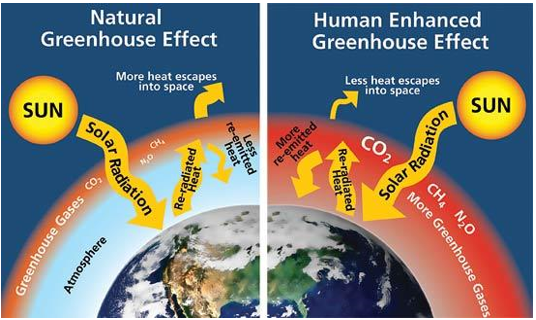 Natural
Greenhouse Effect
More heat escapes
into space
SUN
Solar Radiation
CH4
N2O
CO2
Less
re-emitted
heat
Re-radiated
Heat
Greenhouse Gases
Atmosphere
Human Enhanced
Greenhouse Effect
Less heat escapes
into space
SUN
More
re-emitted
heat
Re-radiated
Heat
CO2
Solar Radiation
CH4 N2O
More Greenhouse Gases